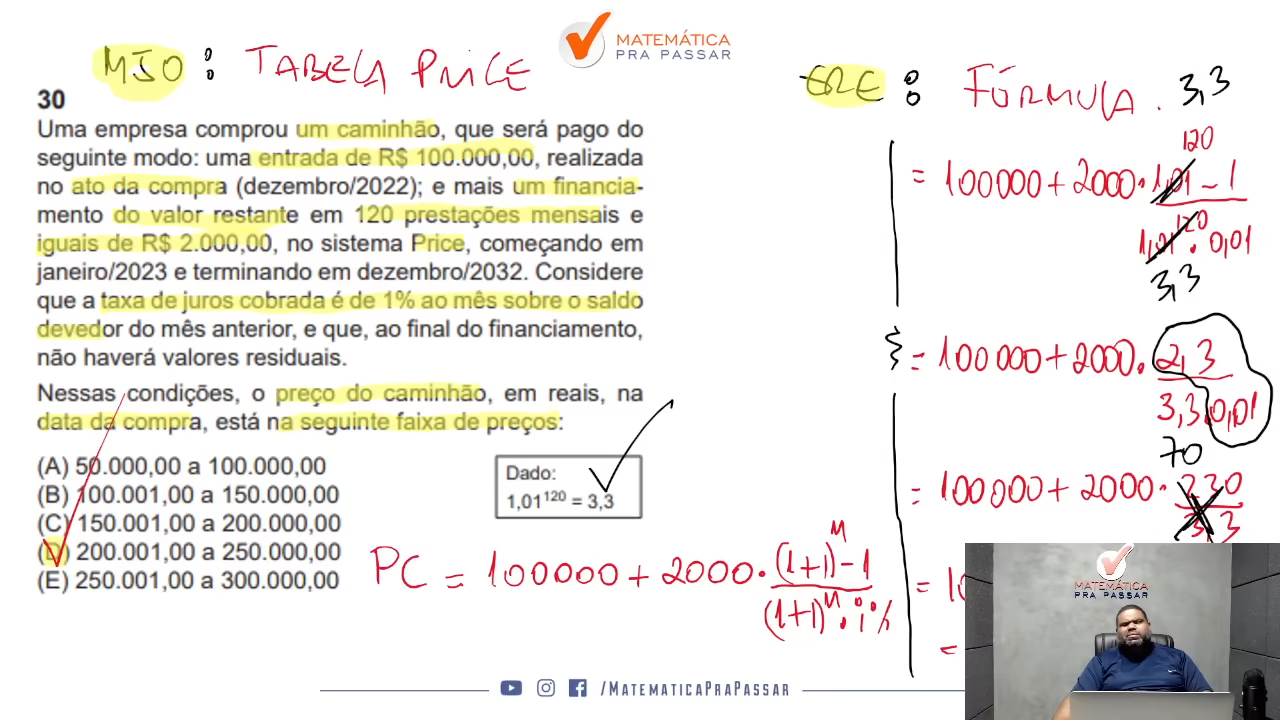 MATEMÁTICA
PRA PASSAR
MJO : TABELA PRICE
30
Uma empresa comprou um caminhão, que será pago do
seguinte modo: uma entrada de R$ 100.000,00, realizada
no ato da compra (dezembro/2022); e mais um financia-
mento do valor restante em 120 prestações mensais e
iguais de R$ 2.000,00, no sistema Price, começando em
janeiro/2023 e terminando em dezembro/2032. Considere
que a taxa de juros cobrada é de 1% ao mês sobre o saldo
devedor do mês anterior, e que, ao final do financiamento,
não haverá valores residuais.
Nessas condições, o preço do caminhão, em reais, na
data da compra, está na seguinte faixa de preços:
(A) 50.000,00 a 100.000,00
(B) 100.001,00 a 150.000,00
(C) 150.001,00 a 200.000,00
(D) 200.001,00 a 250.000,00
(E) 250.001,00 a 300.000,00
Dado:
1,01¹²⁰ = 3,3
PC = 100000 + 2000 · (1+i)ᴹ - 1
(1+i)ᴹ · i%
: FÓRMULA . 3,3
= 100000 + 2000 · 1,01¹²⁰ - 1
1,01¹²⁰ · 0,01
3,3
= 100000 + 2000 · 2,3
3,3 . 0,01
70
= 100000 + 2000 · 230
3,3
= 10
=
MATEMÁTICA
PRA PASSAR
/MATEMATICAPRAPASSAR